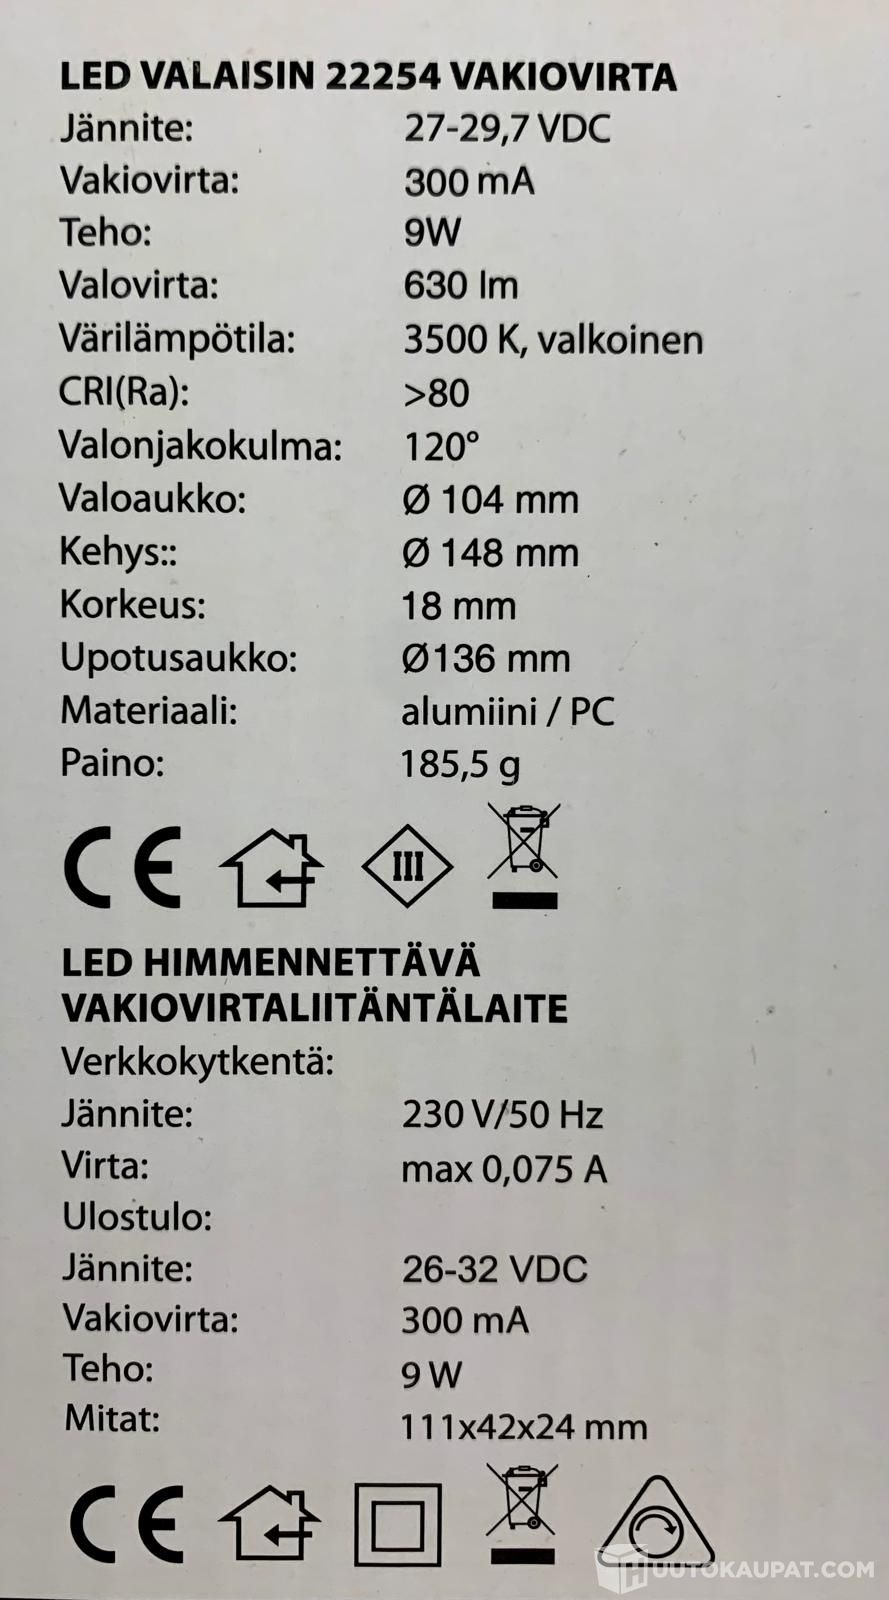 LED VALAISIN 22254 VAKIOVIRTA
Jännite: 27-29,7 VDC
Vakiovirta: 300 mA
Teho: 9W
Valovirta: 630 lm
Värilämpötila: 3500 K, valkoinen
CRI(Ra): >80
Valonjakokulma: 120°
Valoaukko: Ø 104 mm
Kehys:: Ø 148 mm
Korkeus: 18 mm
Upotusaukko: Ø136 mm
Materiaali: alumiini / PC
Paino: 185,5 g
CE III
LED HIMMENNETTÄVÄ
VAKIOVIRTALIITÄNTÄLAITE
Verkkokytkentä:
Jännite: 230 V/50 Hz
Virta: max 0,075 A
Ulostulo:
Jännite: 26-32 VDC
Vakiovirta: 300 mA
Teho: 9 W
Mitat: 111x42x24 mm
CE
HUUTOKAUPAT.COM